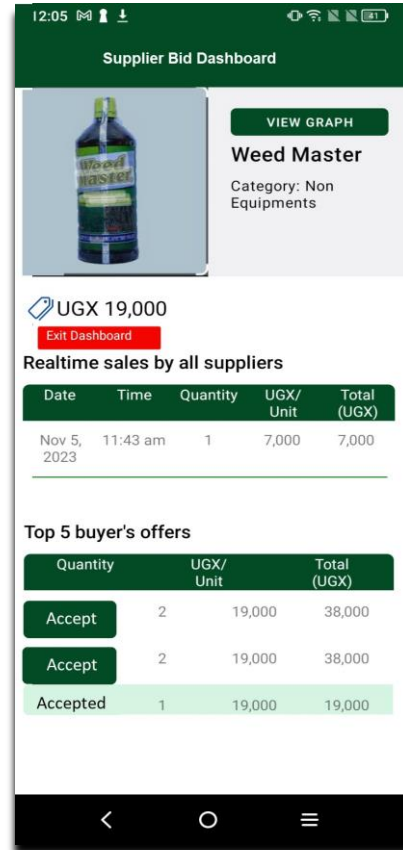 12:05
41
Supplier Bid Dashboard
Weed
Master
VIEW GRAPH
Weed Master
Category: Non
Equipments
UGX 19,000
Exit Dashboard
Realtime sales by all suppliers
Date Time Quantity UGX/ Unit Total (UGX)
Nov 5, 2023 11:43 am 1 7,000 7,000
Top 5 buyer's offers
Quantity UGX/ Unit Total (UGX)
Accept 2 19,000 38,000
Accept 2 19,000 38,000
Accepted 1 19,000 19,000